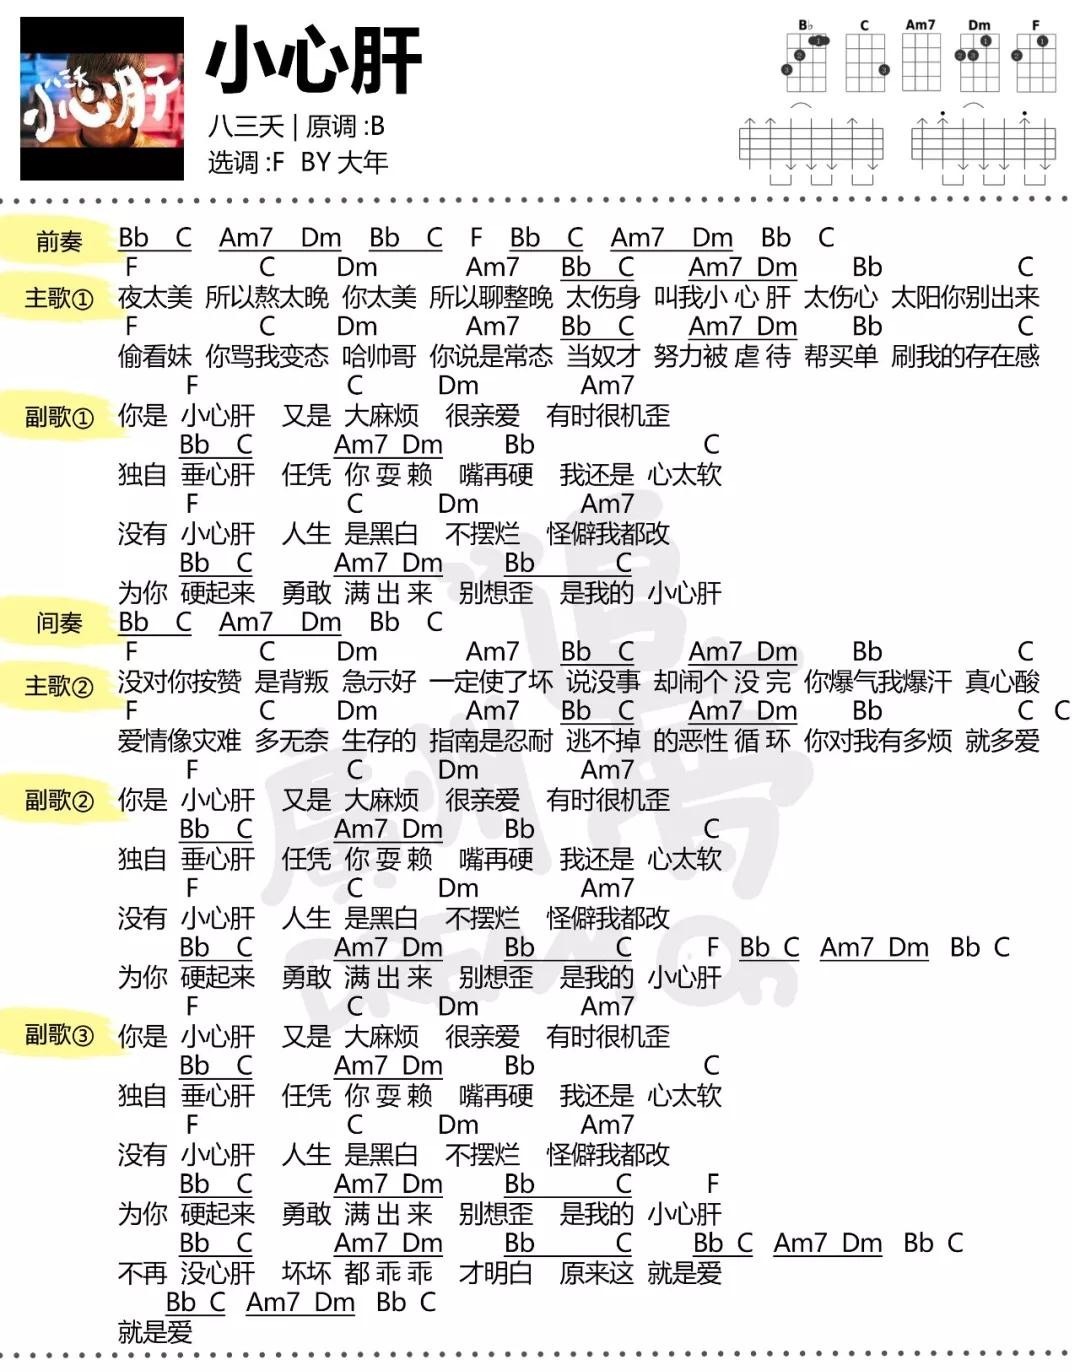 八三夭
小心肝
小心肝
八三夭 | 原调 :B
选调 :F BY 大年
B♭ C Am7 Dm F
前奏 Bb C Am7 Dm Bb C F Bb C Am7 Dm Bb C
F C Dm Am7 Bb C Am7 Dm Bb C
主歌① 夜太美 所以熬太晚 你太美 所以聊整晚 太伤身 叫我小心肝 太伤心 太阳你别出来
F C Dm Am7 Bb C Am7 Dm Bb C
偷看妹 你骂我变态 哈帅哥 你说是常态 当奴才 努力被虐待 帮买单 刷我的存在感
F C Dm Am7
副歌① 你是 小心肝 又是 大麻烦 很亲爱 有时很机歪
Bb C Am7 Dm Bb C
独自 垂心肝 任凭 你耍赖 嘴再硬 我还是 心太软
F C Dm Am7
没有 小心肝 人生 是黑白 不摆烂 怪僻我都改
Bb C Am7 Dm Bb C
为你 硬起来 勇敢 满出来 别想歪 是我的 小心肝
间奏 Bb C Am7 Dm Bb C
F C Dm Am7 Bb C Am7 Dm Bb C
主歌② 没对你按赞 是背叛 急示好 一定使了坏 说没事 却闹个没完 你爆气我爆汗 真心酸
F C Dm Am7 Bb C Am7 Dm Bb C C
爱情像灾难 多无奈 生存的 指南是忍耐 逃不掉 的恶性循环 你对我有多烦 就多爱
F C Dm Am7
副歌② 你是 小心肝 又是 大麻烦 很亲爱 有时很机歪
Bb C Am7 Dm Bb C
独自 垂心肝 任凭 你耍赖 嘴再硬 我还是 心太软
F C Dm Am7
没有 小心肝 人生 是黑白 不摆烂 怪僻我都改
Bb C Am7 Dm Bb C F Bb C Am7 Dm Bb C
为你 硬起来 勇敢 满出来 别想歪 是我的 小心肝
F C Dm Am7
副歌③ 你是 小心肝 又是 大麻烦 很亲爱 有时很机歪
Bb C Am7 Dm Bb C
独自 垂心肝 任凭 你耍赖 嘴再硬 我还是 心太软
F C Dm Am7
没有 小心肝 人生 是黑白 不摆烂 怪僻我都改
Bb C Am7 Dm Bb C F
为你 硬起来 勇敢 满出来 别想歪 是我的 小心肝
Bb C Am7 Dm Bb C Bb C Am7 Dm Bb C
不再 没心肝 坏坏 都乖乖 才明白 原来这 就是爱
Bb C Am7 Dm Bb C
就是爱